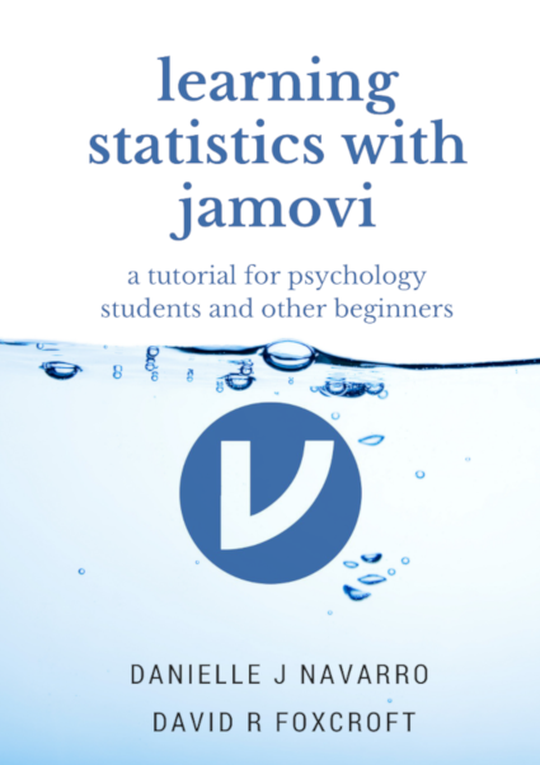 learning
statistics with
jamovi
a tutorial for psychology
students and other beginners
DANIELLE J NAVARRO
DAVID R FOXCROFT